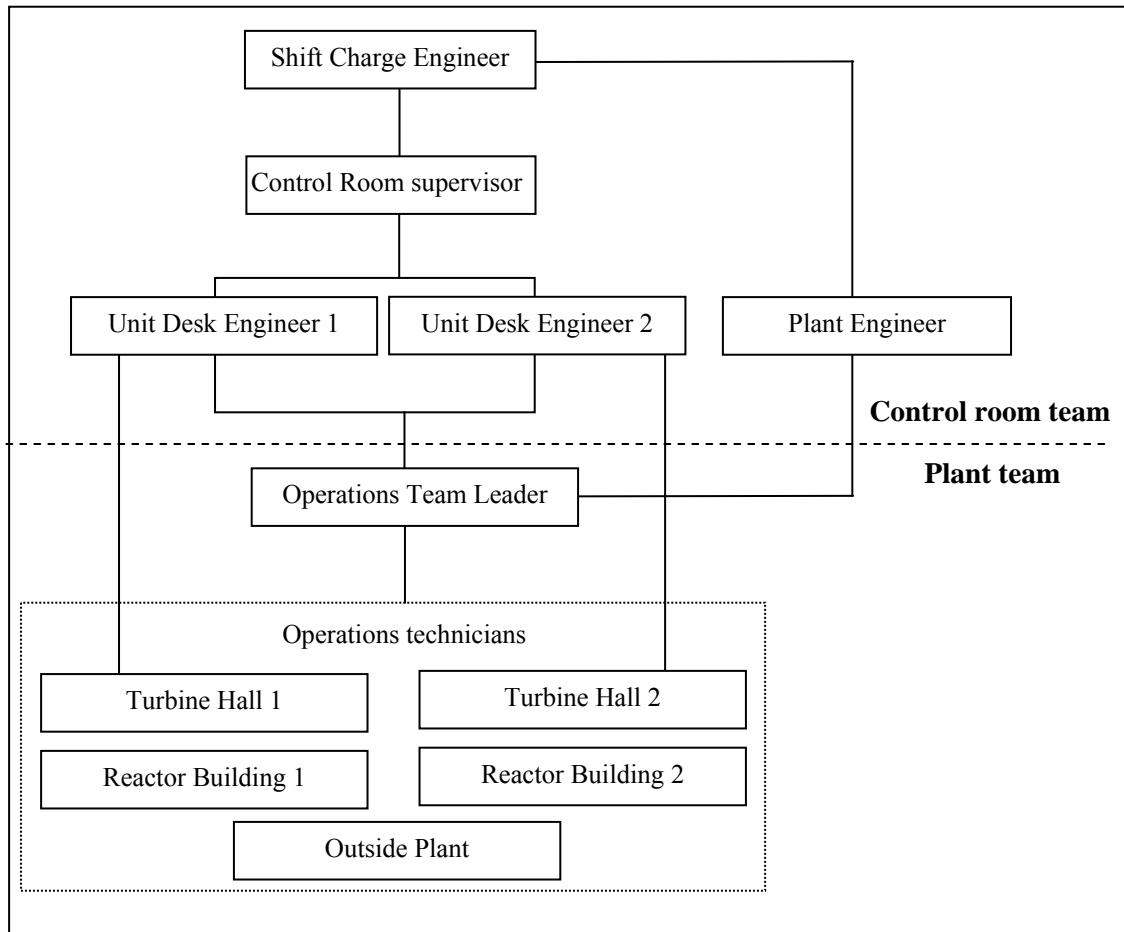 Shift Charge Engineer
Control Room supervisor
Unit Desk Engineer 1
Unit Desk Engineer 2
Plant Engineer
Control room team
Plant team
Operations Team Leader
Operations technicians
Turbine Hall 1
Turbine Hall 2
Reactor Building 1
Reactor Building 2
Outside Plant